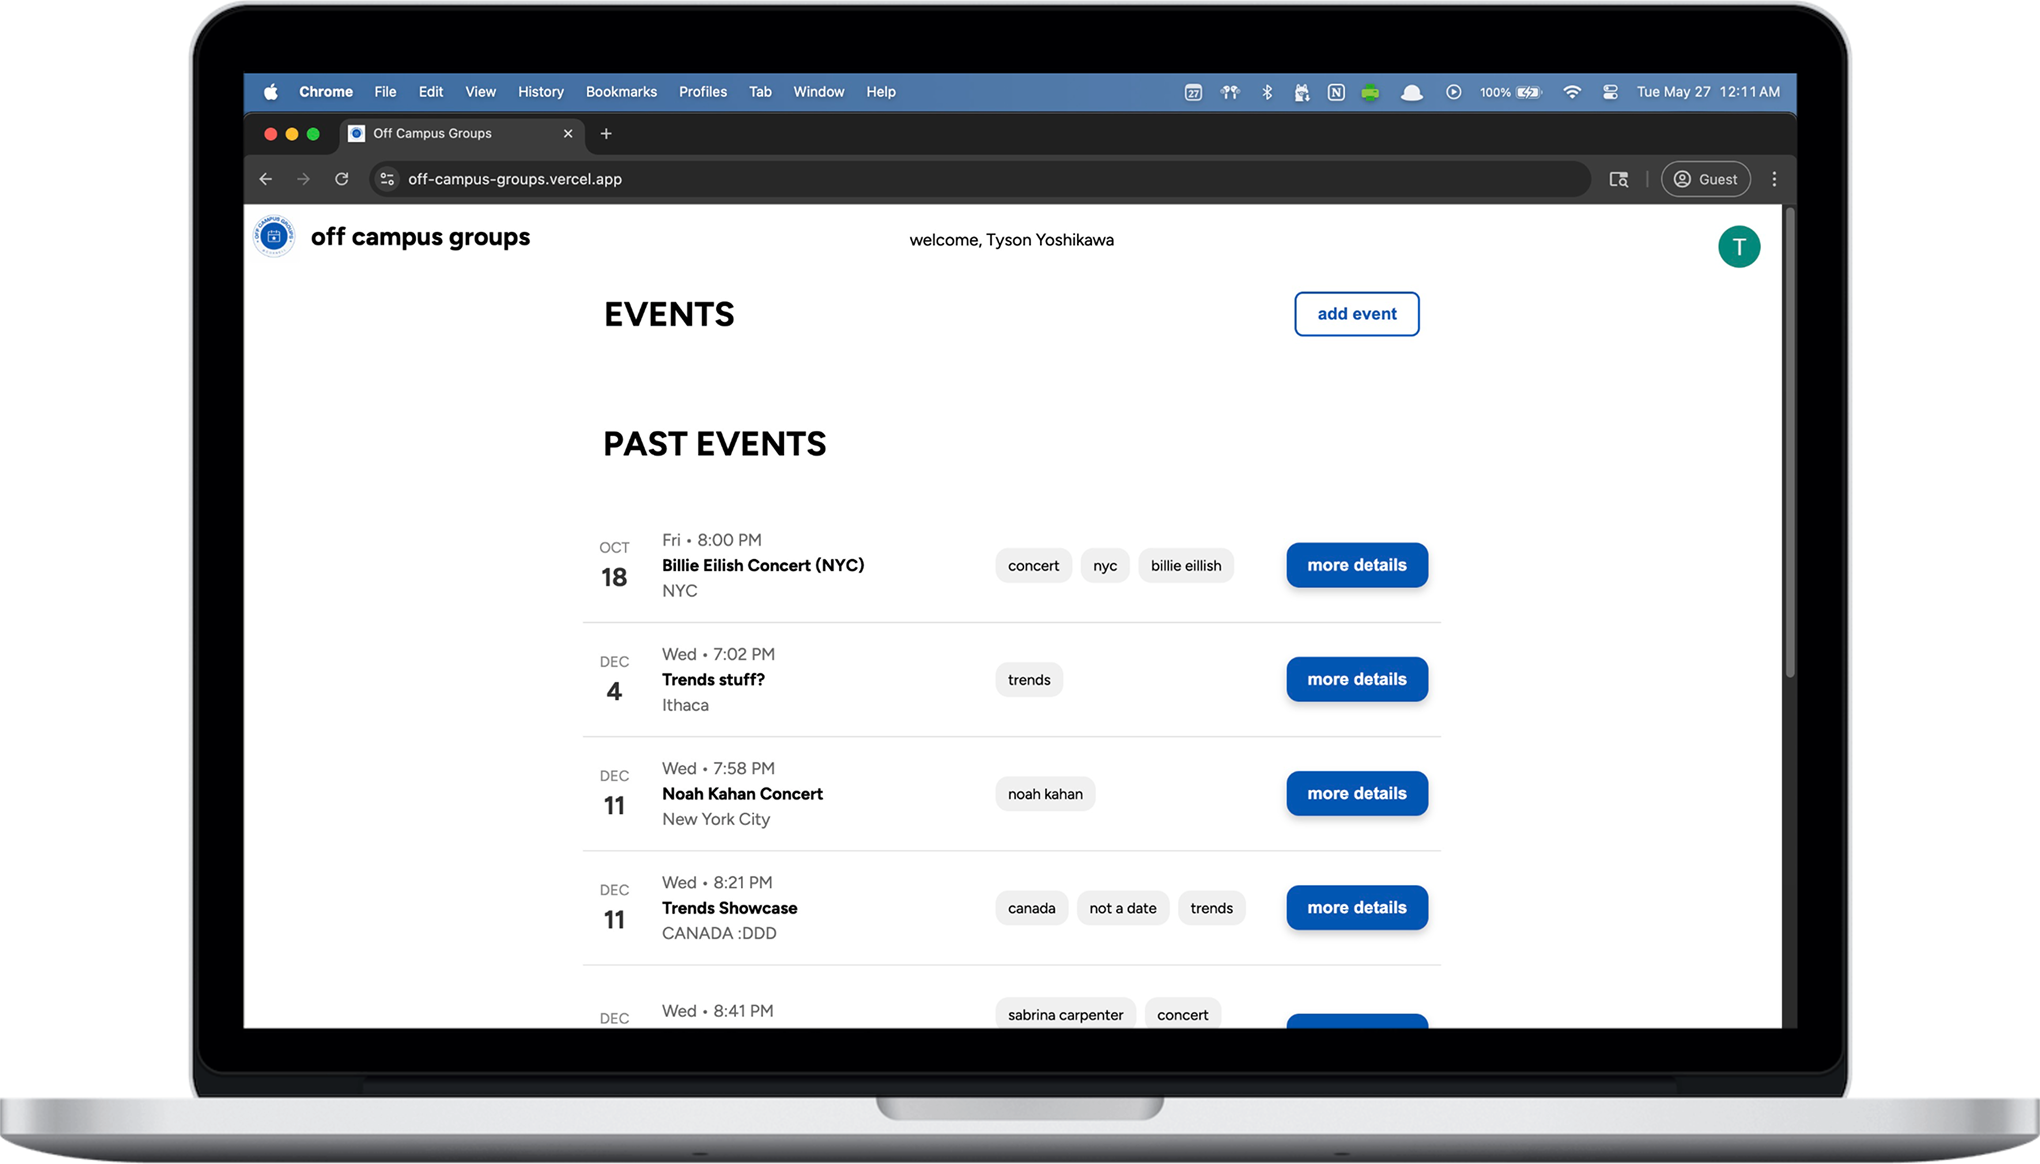 Chrome File Edit View History Bookmarks Profiles Tab Window Help 27 N 100% Tue May 27 12:11 AM
Off Campus Groups
off-campus-groups.vercel.app Guest
off campus groups welcome, Tyson Yoshikawa T
EVENTS add event
PAST EVENTS
OCT
18
Fri • 8:00 PM
Billie Eilish Concert (NYC)
NYC
concert nyc billie eillish
more details
DEC
4
Wed • 7:02 PM
Trends stuff?
Ithaca
trends
more details
DEC
11
Wed • 7:58 PM
Noah Kahan Concert
New York City
noah kahan
more details
DEC
11
Wed • 8:21 PM
Trends Showcase
CANADA :DDD
canada not a date trends
more details
DEC
Wed • 8:41 PM
sabrina carpenter concert